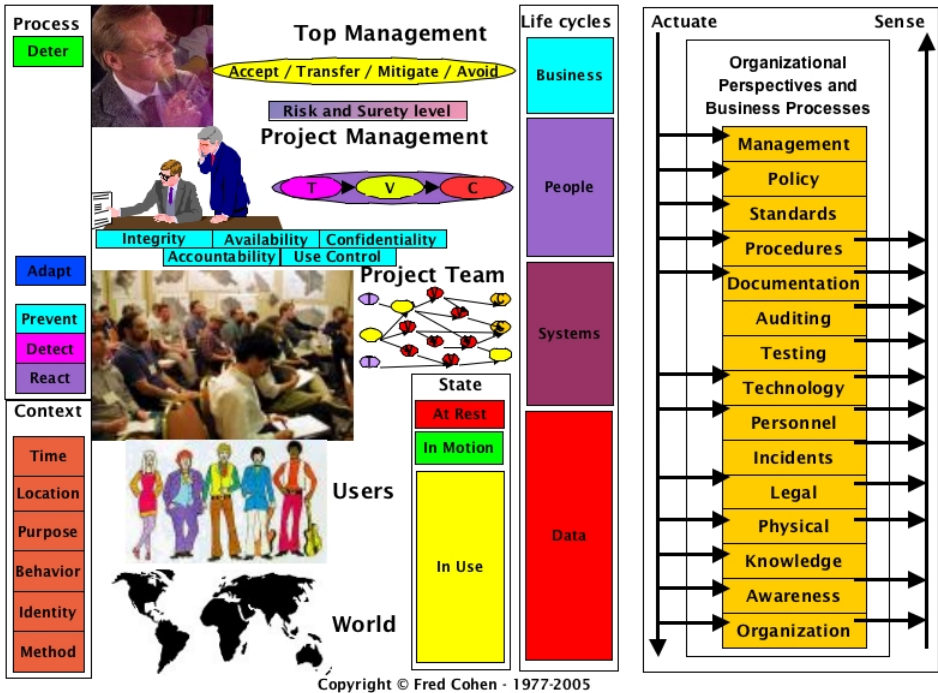 Process
Deter
Adapt
Prevent
Detect
React
Context
Time
Location
Purpose
Behavior
Identity
Method
Top Management
Accept / Transfer / Mitigate / Avoid
Risk and Surety level
Project Management
T
V
C
Integrity
Availability
Confidentiality
Accountability
Use Control
Project Team
T
C
T
Users
World
State
At Rest
In Motion
In Use
Life cycles
Business
People
Systems
Data
Actuate
Sense
Organizational
Perspectives and
Business Processes
Management
Policy
Standards
Procedures
Documentation
Auditing
Testing
Technology
Personnel
Incidents
Legal
Physical
Knowledge
Awareness
Organization
Copyright © Fred Cohen - 1977-2005